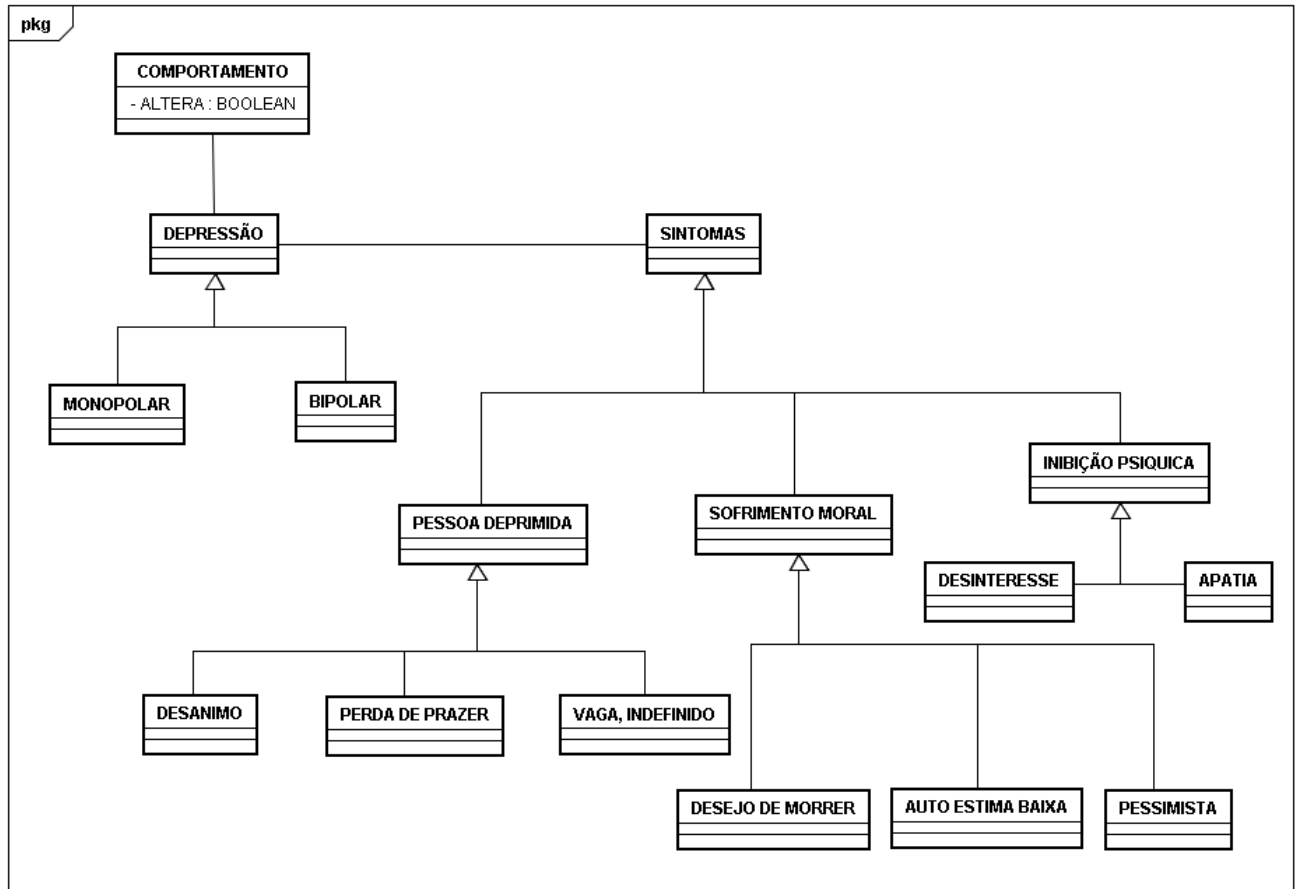 pkg
COMPORTAMENTO
- ALTERA : BOOLEAN
DEPRESSÃO
SINTOMAS
MONOPOLAR
BIPOLAR
INIBIÇÃO PSIQUICA
PESSOA DEPRIMIDA
SOFRIMENTO MORAL
DESINTERESSE
APATIA
DESANIMO
PERDA DE PRAZER
VAGA, INDEFINIDO
DESEJO DE MORRER
AUTO ESTIMA BAIXA
PESSIMISTA